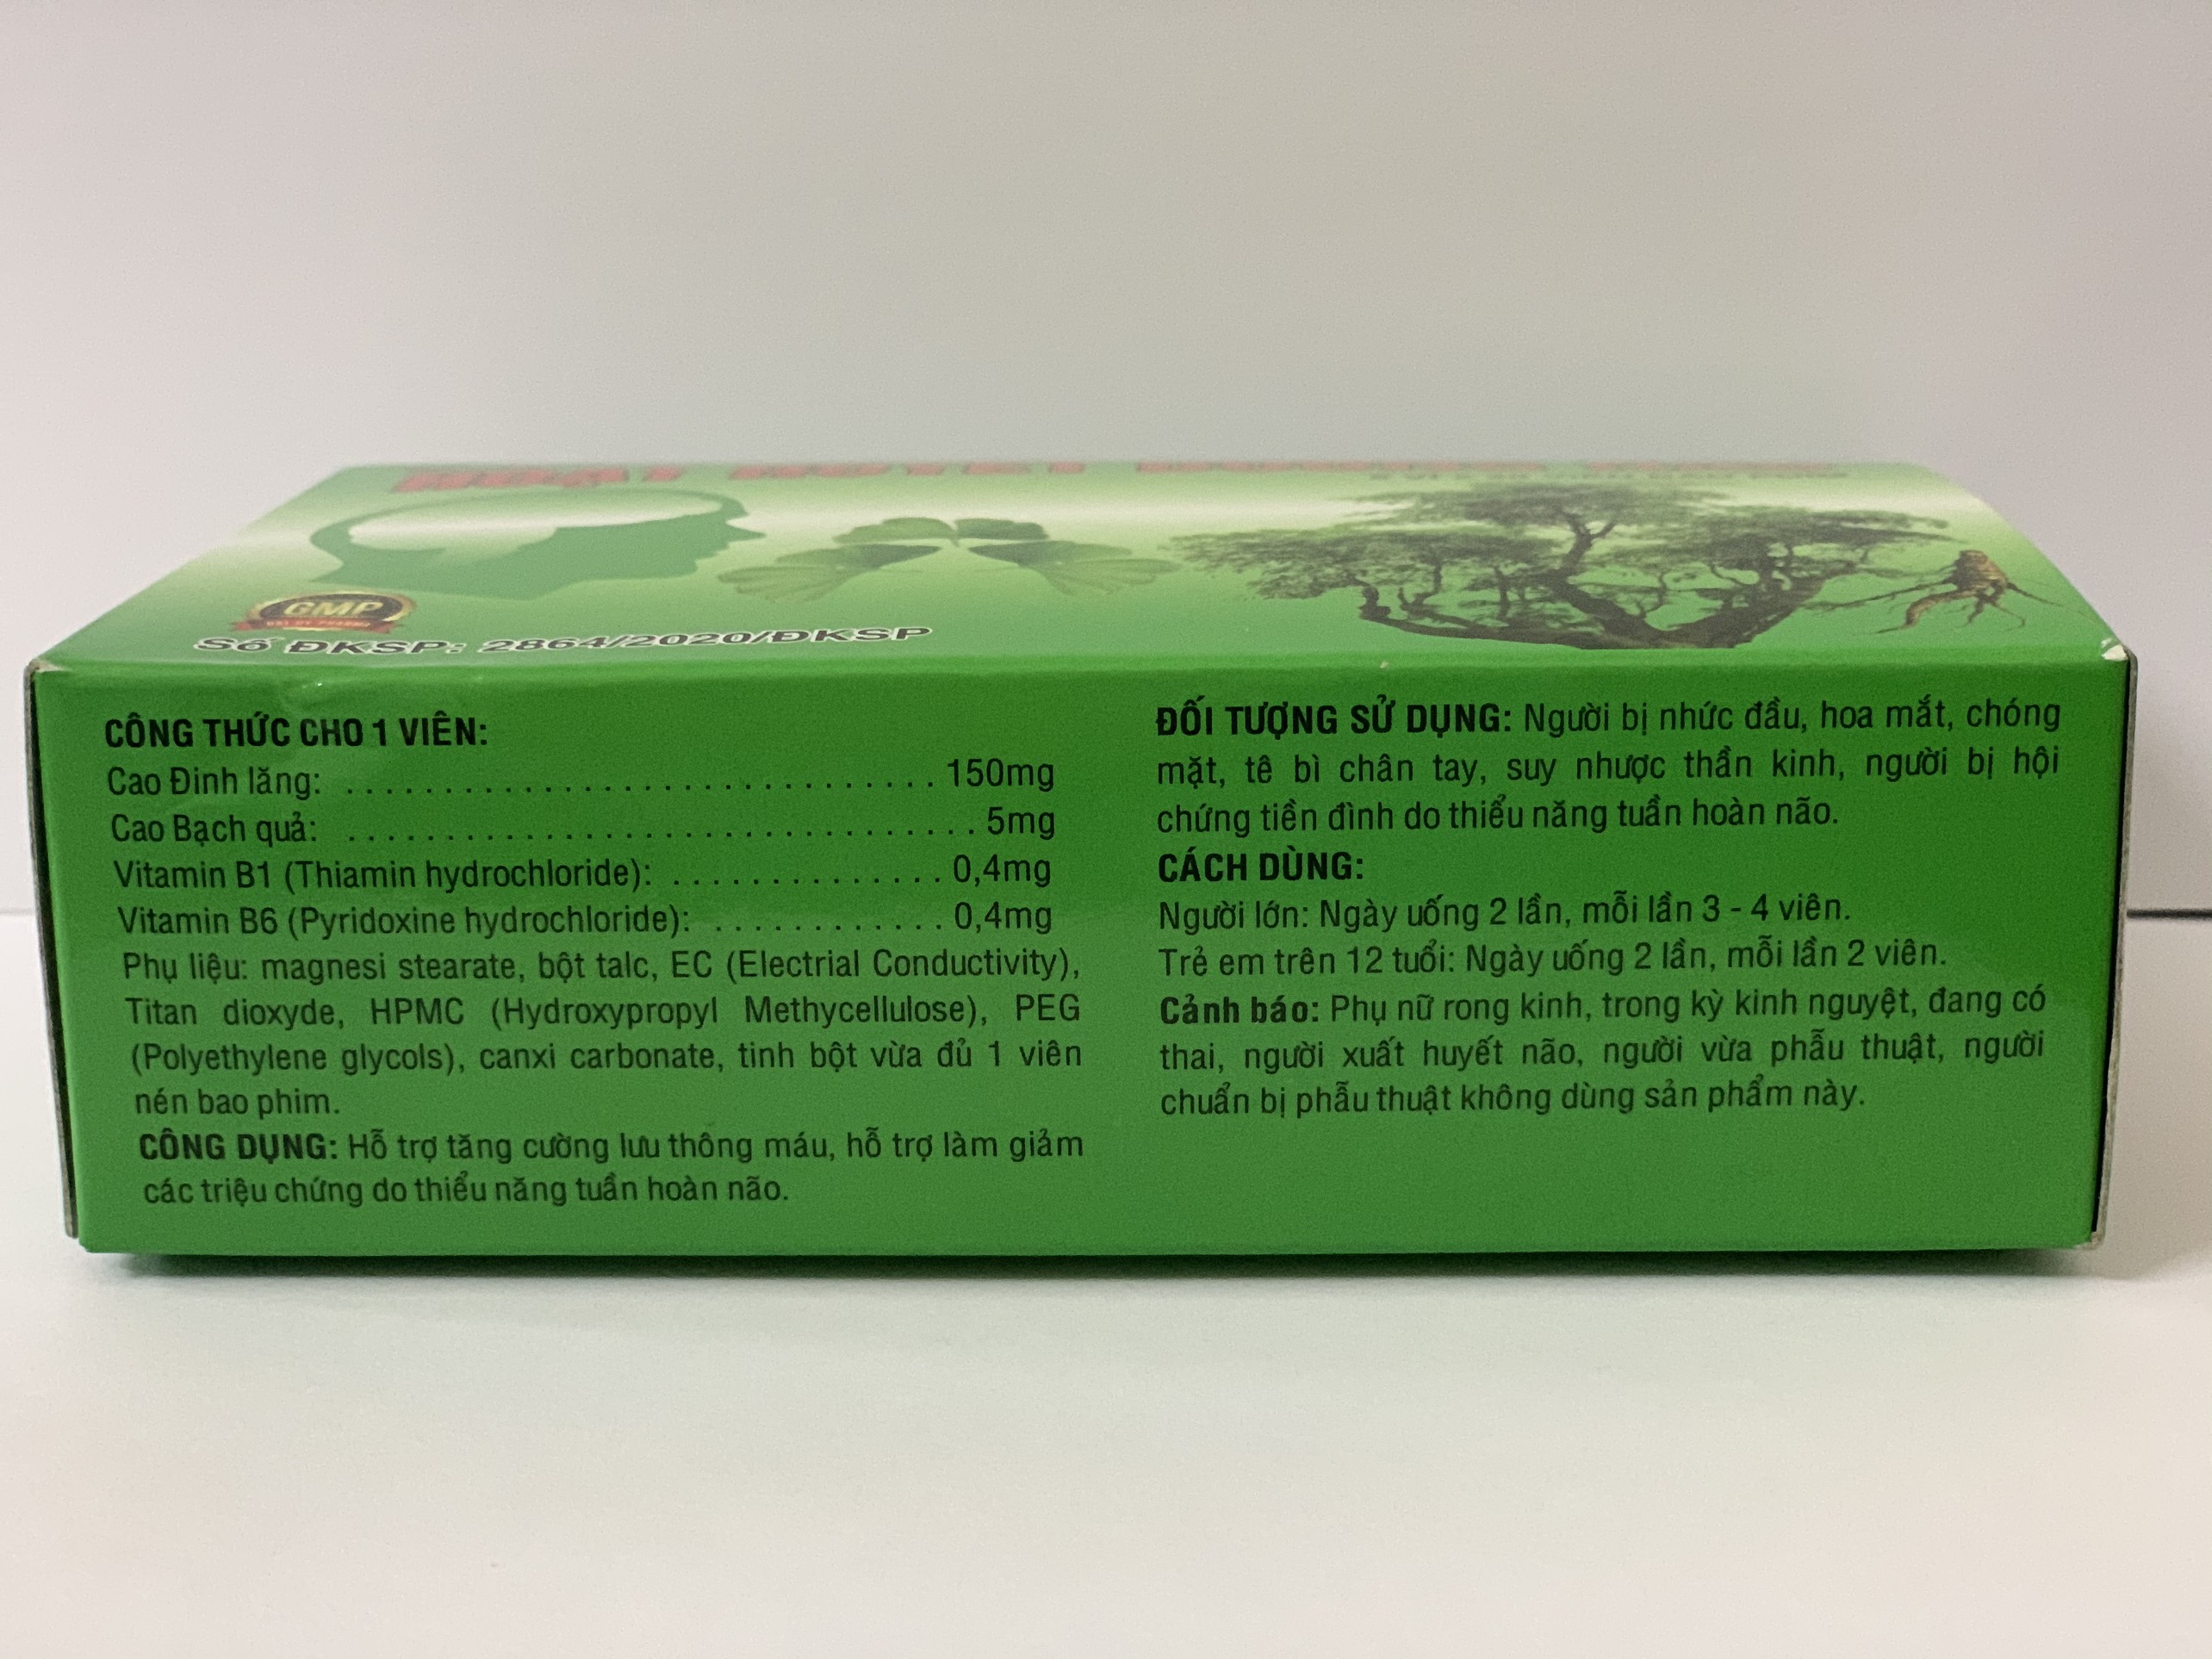 HOẠT HUYẾT DƯỠNG NÃO
GMP
Số ĐKSP: 2864/2020/ĐKSP
CÔNG THỨC CHO 1 VIÊN:
Cao Đinh lăng: . . . . . . . . . . . . . . . . . . . . . . . . . . . . . . 150mg
Cao Bạch quả: . . . . . . . . . . . . . . . . . . . . . . . . . . . . . . . . 5mg
Vitamin B1 (Thiamin hydrochloride): . . . . . . . . . . . . . . 0,4mg
Vitamin B6 (Pyridoxine hydrochloride): . . . . . . . . . . . . 0,4mg
Phụ liệu: magnesi stearate, bột talc, EC (Electrial Conductivity),
Titan dioxyde, HPMC (Hydroxypropyl Methycellulose), PEG
(Polyethylene glycols), canxi carbonate, tinh bột vừa đủ 1 viên
nén bao phim.
CÔNG DỤNG: Hỗ trợ tăng cường lưu thông máu, hỗ trợ làm giảm
các triệu chứng do thiểu năng tuần hoàn não.
ĐỐI TƯỢNG SỬ DỤNG: Người bị nhức đầu, hoa mắt, chóng
mặt, tê bì chân tay, suy nhược thần kinh, người bị hội
chứng tiền đình do thiểu năng tuần hoàn não.
CÁCH DÙNG:
Người lớn: Ngày uống 2 lần, mỗi lần 3 - 4 viên.
Trẻ em trên 12 tuổi: Ngày uống 2 lần, mỗi lần 2 viên.
Cảnh báo: Phụ nữ rong kinh, trong kỳ kinh nguyệt, đang có
thai, người xuất huyết não, người vừa phẫu thuật, người
chuẩn bị phẫu thuật không dùng sản phẩm này.